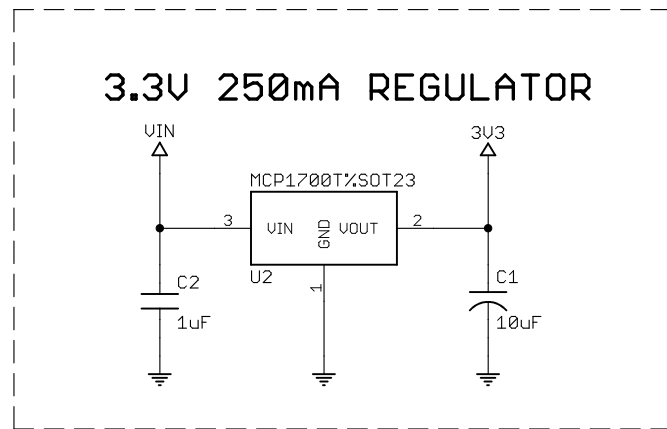 3.3V 250mA REGULATOR
VIN
3V3
MCP1700T%SOT23
3
VIN
GND
VOUT
2
U2
1
C2
1uF
C1
10uF